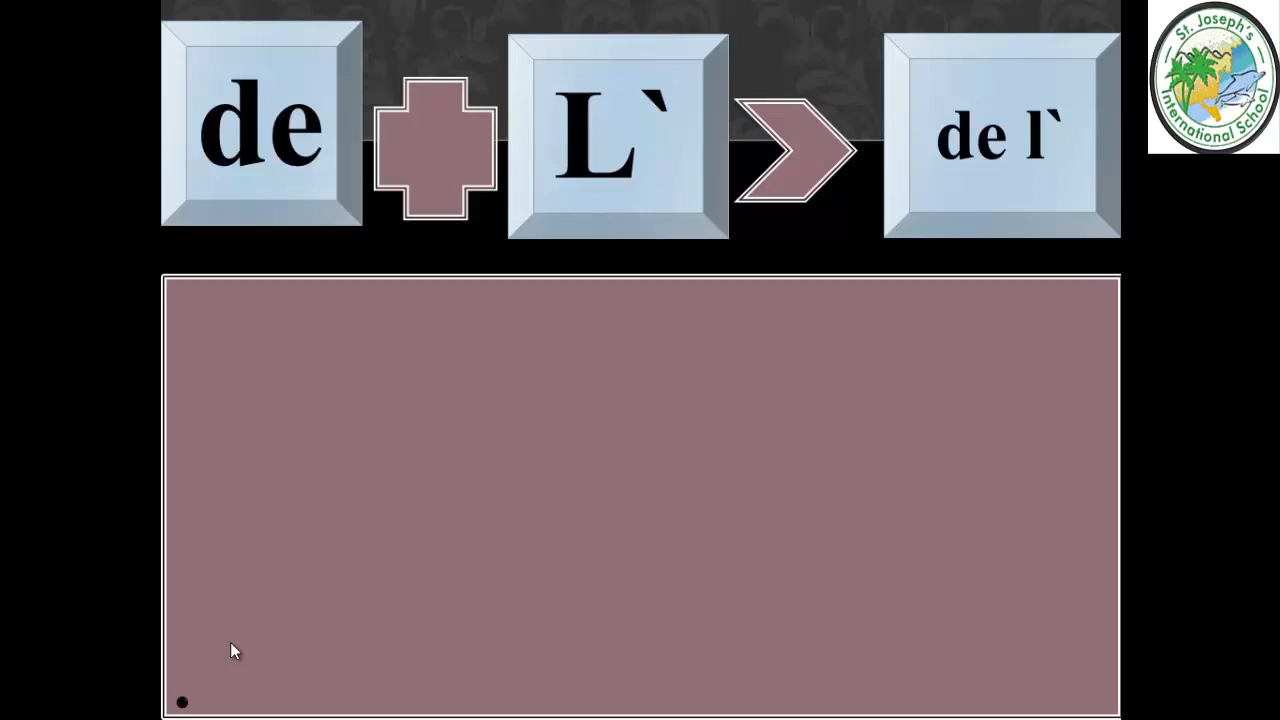 de L` de l`
St. Joseph's
International School